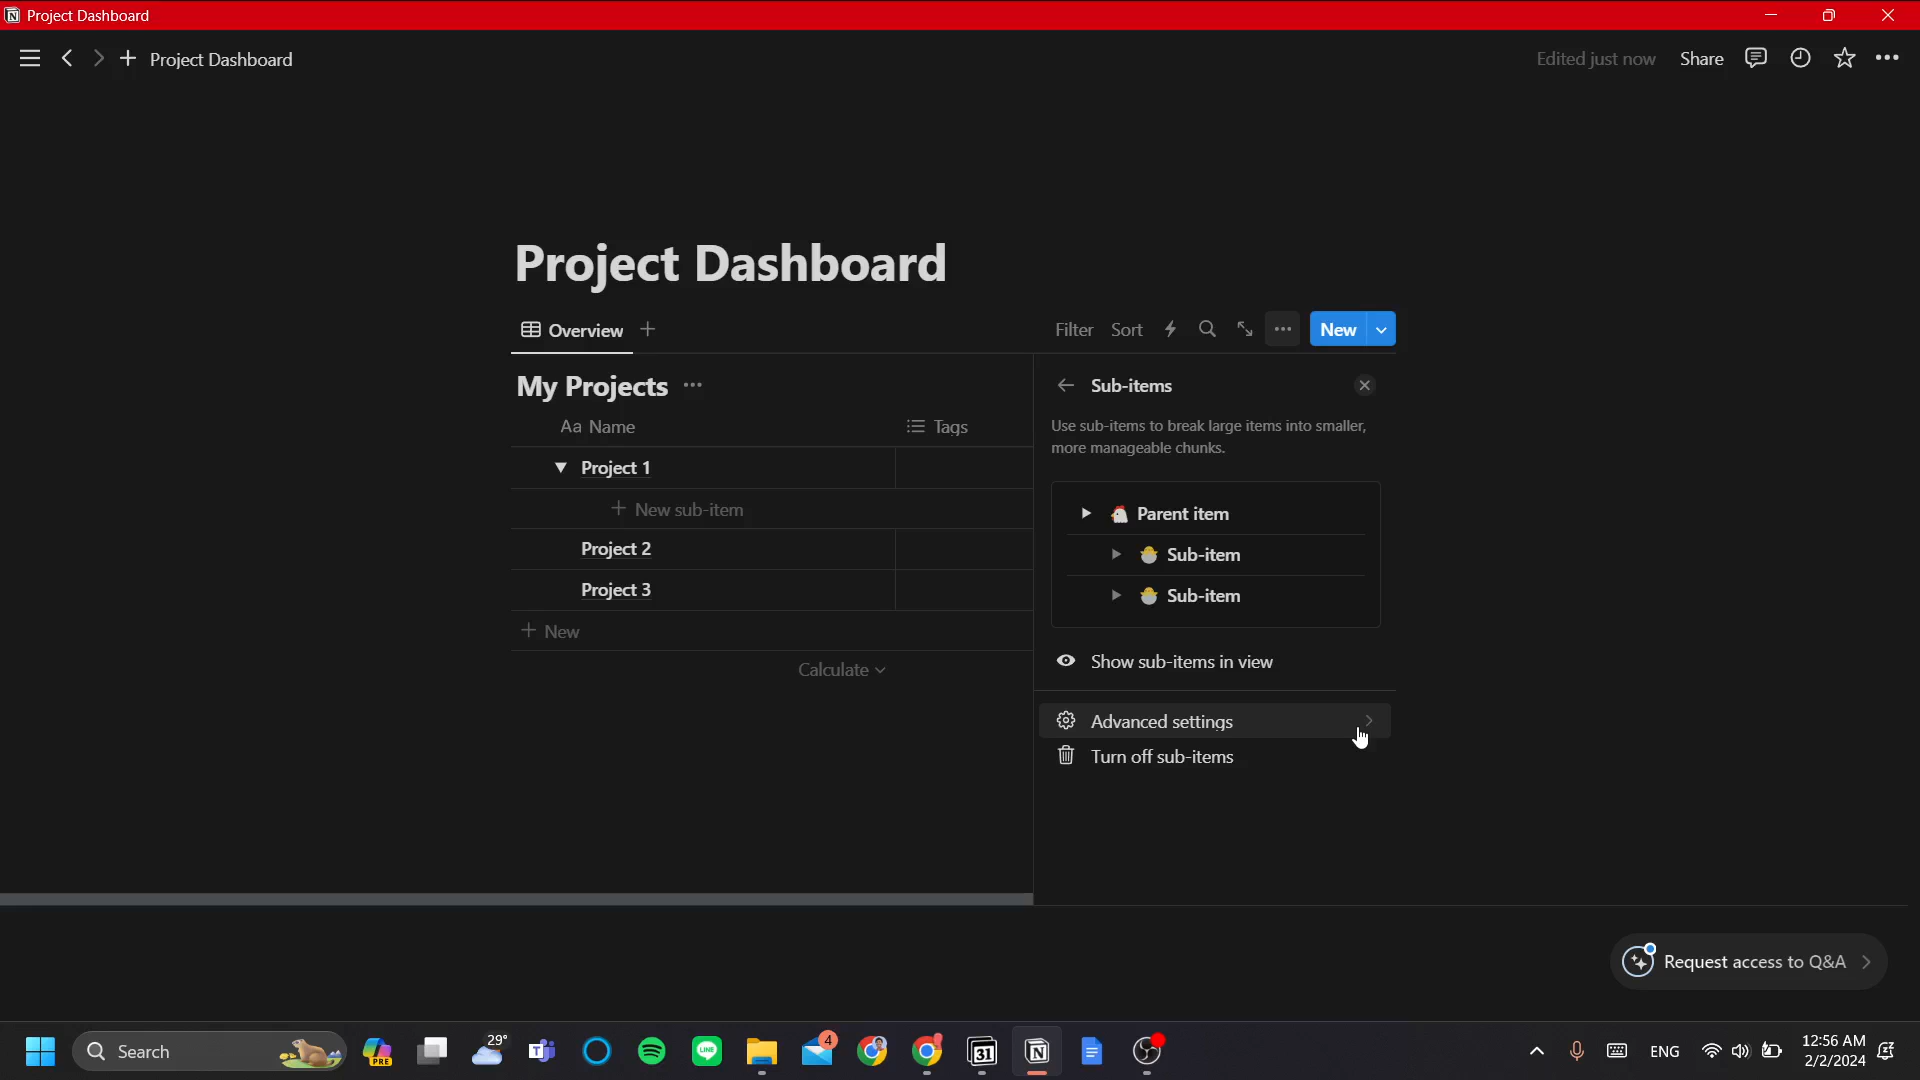 Project Dashboard
Project Dashboard
Edited just now Share
Project Dashboard
Overview
Filter Sort New
My Projects
Sub-items
Use sub-items to break large items into smaller,
more manageable chunks.
Aa Name Tags
Project 1
+ New sub-item
Project 2
Project 3
+ New
Calculate
Parent item
Sub-item
Sub-item
Show sub-items in view
Advanced settings
Turn off sub-items
Request access to Q&A
Search
PRE
29°
LINE
4
31
ENG
12:56 AM
2/2/2024